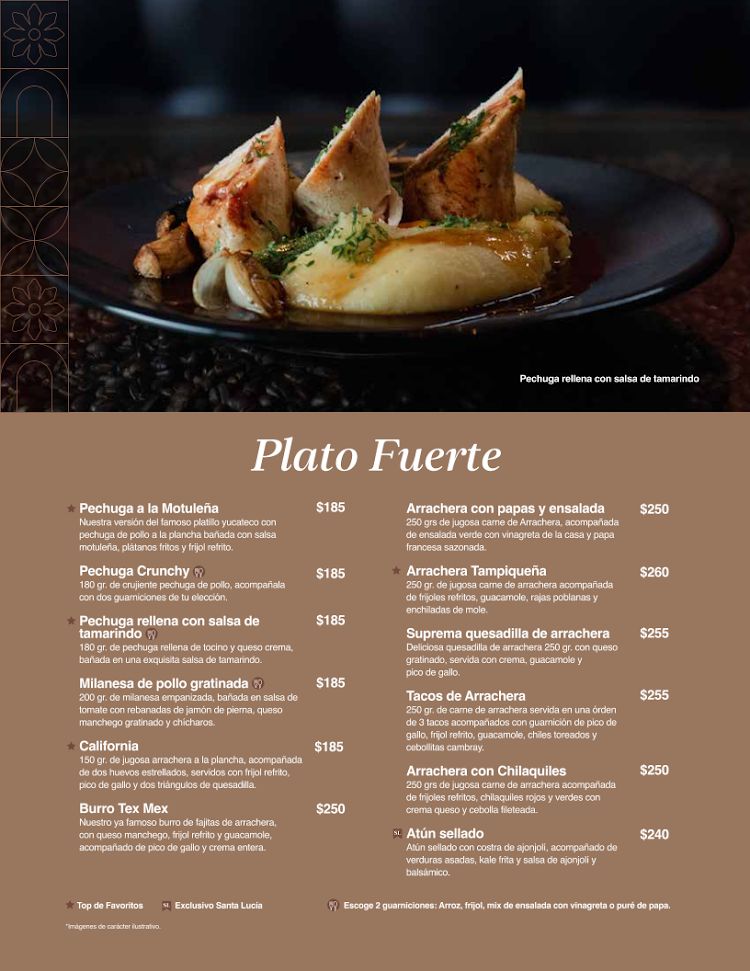 Pechuga rellena con salsa de tamarindo
Plato Fuerte
Pechuga a la Motuleña $185
Nuestra versión del famoso platillo yucateco con
pechuga de pollo a la plancha bañada con salsa
motuleña, plátanos fritos y frijol refrito.
Pechuga Crunchy $185
180 gr. de crujiente pechuga de pollo, acompáñala
con dos guarniciones de tu elección.
Pechuga rellena con salsa de $185
tamarindo
180 gr. de pechuga rellena de tocino y queso crema,
bañada en una exquisita salsa de tamarindo.
Milanesa de pollo gratinada $185
200 gr. de milanesa empanizada, bañada en salsa de
tomate con rebanadas de jamón de pierna, queso
manchego gratinado y chícharos.
California $185
150 gr. de jugosa arrachera a la plancha, acompañada
de dos huevos estrellados, servidos con frijol refrito,
pico de gallo y dos triángulos de quesadilla.
Burro Tex Mex $250
Nuestro ya famoso burro de fajitas de arrachera,
con queso manchego, frijol refrito y guacamole,
acompañado de pico de gallo y crema entera.
Arrachera con papas y ensalada $250
250 grs de jugosa carne de Arrachera, acompañada
de ensalada verde con vinagreta de la casa y papa
francesa sazonada.
Arrachera Tampiqueña $260
250 gr. de jugosa carne de arrachera acompañada
de frijoles refritos, guacamole, rajas poblanas y
enchiladas de mole.
Suprema quesadilla de arrachera $255
Deliciosa quesadilla de arrachera 250 gr. con queso
gratinado, servida con crema, guacamole y
pico de gallo.
Tacos de Arrachera $255
250 gr. de carne de arrachera servida en una órden
de 3 tacos acompañados con guarnición de pico de
gallo, frijol refrito, guacamole, chiles toreados y
cebollitas cambray.
Arrachera con Chilaquiles $250
250 grs de jugosa carne de arrachera acompañada
de frijoles refritos, chilaquiles rojos y verdes con
crema queso y cebolla fileteada.
SL Atún sellado $240
Atún sellado con costra de ajonjolí, acompañado de
verduras asadas, kale frita y salsa de ajonjolí y
balsámico.
Top de Favoritos SL Exclusivo Santa Lucía Escoge 2 guarniciones: Arroz, frijol, mix de ensalada con vinagreta o puré de papa.
*Imágenes de carácter ilustrativo.